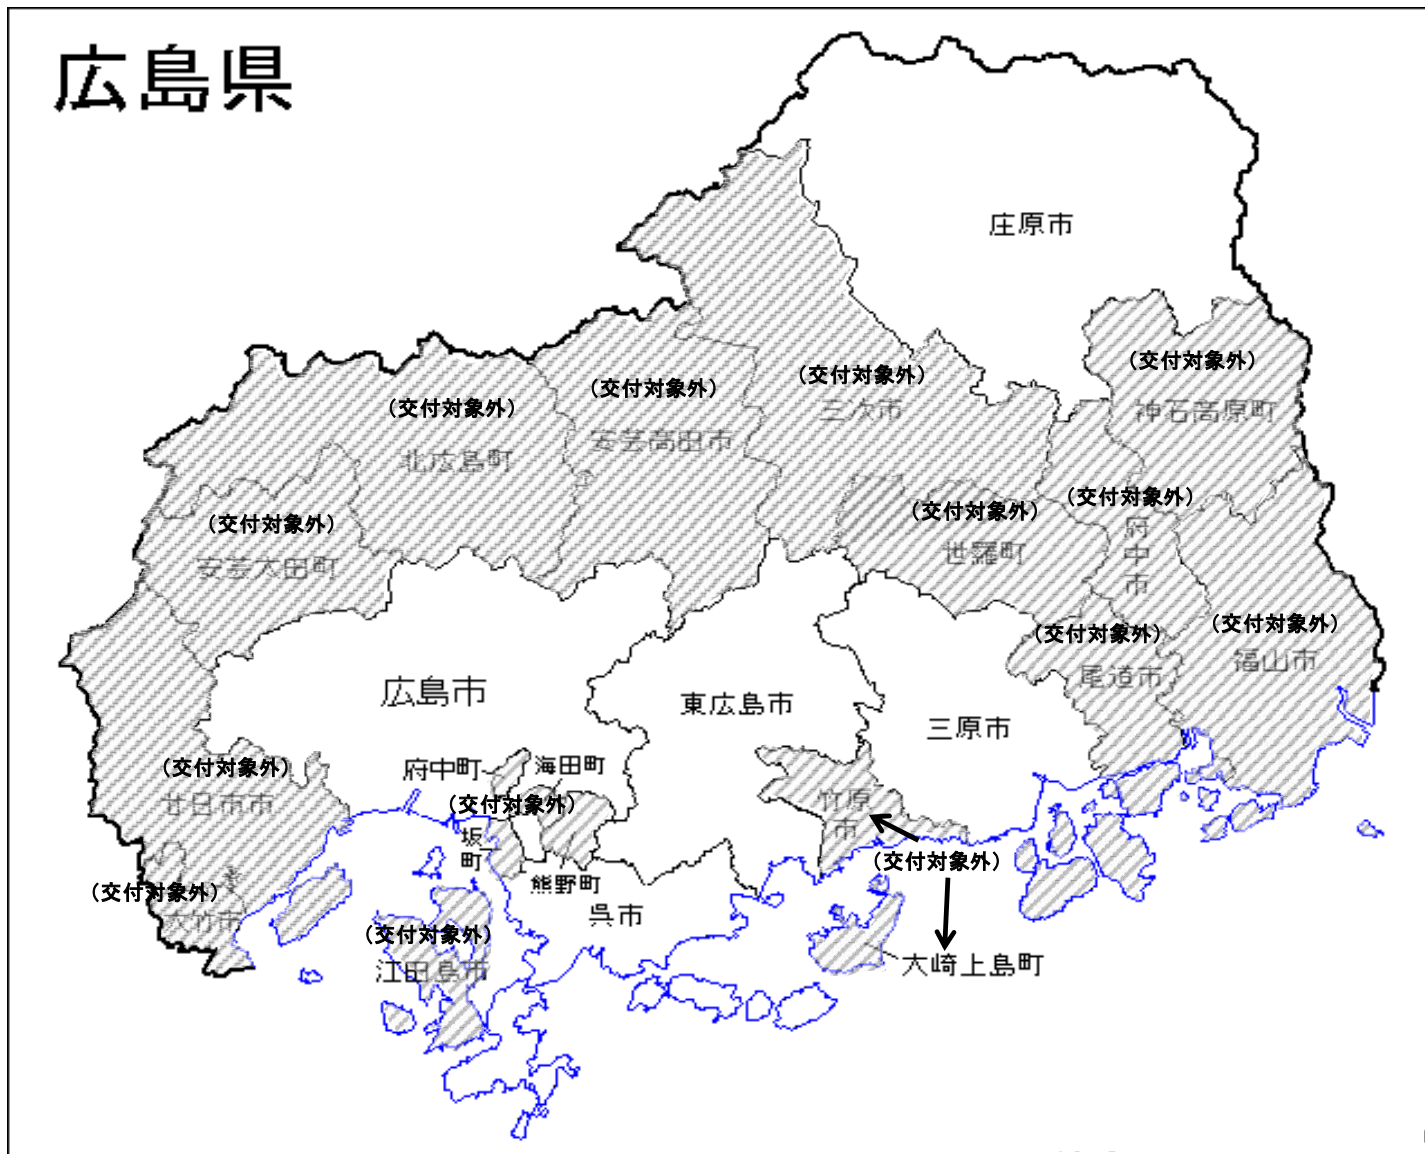 広島県
庄原市
（交付対象外）
神石高原町
（交付対象外）
三次市
（交付対象外）
安芸高田市
（交付対象外）
北広島町
（交付対象外）
府中市
（交付対象外）
世羅町
（交付対象外）
安芸太田町
（交付対象外）
福山市
（交付対象外）
尾道市
広島市
東広島市
三原市
府中町
海田町
（交付対象外）
坂町
熊野町
（交付対象外）
廿日市市
竹原市
（交付対象外）
大崎上島町
（交付対象外）
大竹市
呉市
（交付対象外）
江田島市